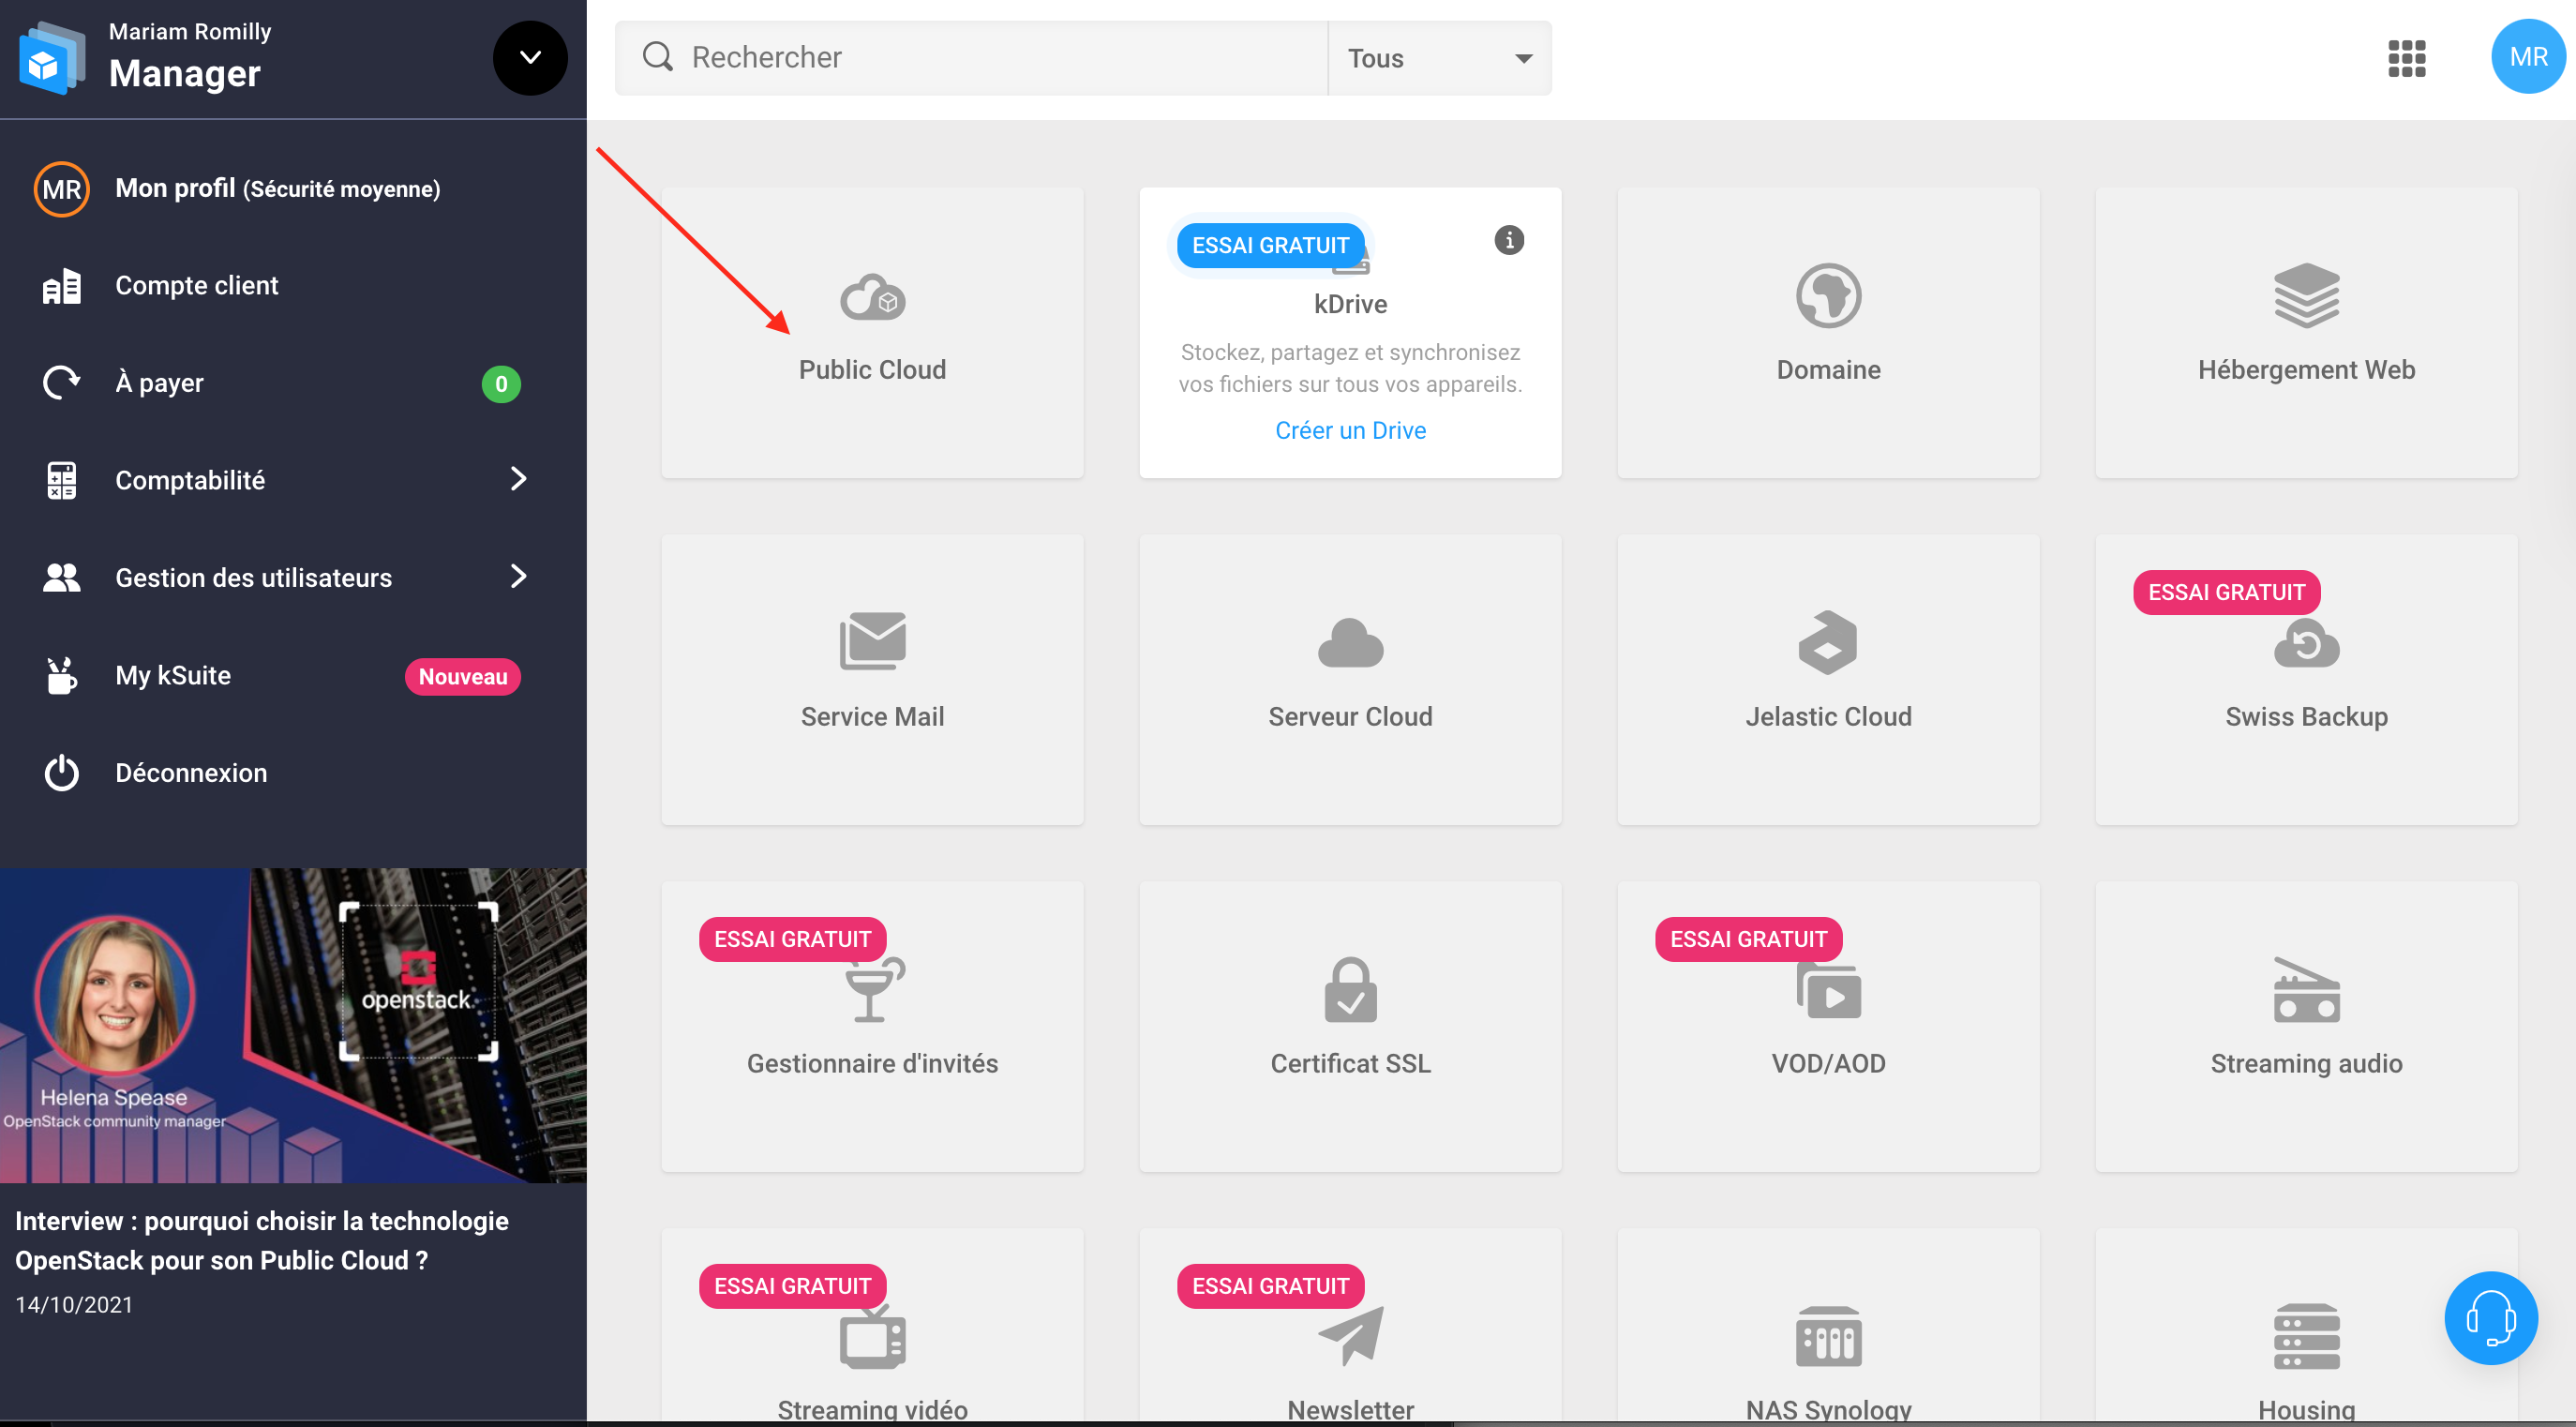 Mariam Romilly
Manager
MR
Mon profil (Sécurité moyenne)
Compte client
À payer
0
Comptabilité
Gestion des utilisateurs
My kSuite
Nouveau
Déconnexion
openstack.
Helena Spease
OpenStack community manager
Interview : pourquoi choisir la technologie
OpenStack pour son Public Cloud ?
14/10/2021
Rechercher
Tous
MR
Public Cloud
ESSAI GRATUIT
kDrive
Stockez, partagez et synchronisez
vos fichiers sur tous vos appareils.
Créer un Drive
Domaine
Hébergement Web
Service Mail
Serveur Cloud
Jelastic Cloud
ESSAI GRATUIT
Swiss Backup
ESSAI GRATUIT
Gestionnaire d'invités
Certificat SSL
ESSAI GRATUIT
VOD/AOD
Streaming audio
ESSAI GRATUIT
Streaming vidéo
ESSAI GRATUIT
Newsletter
NAS Synology
Housing